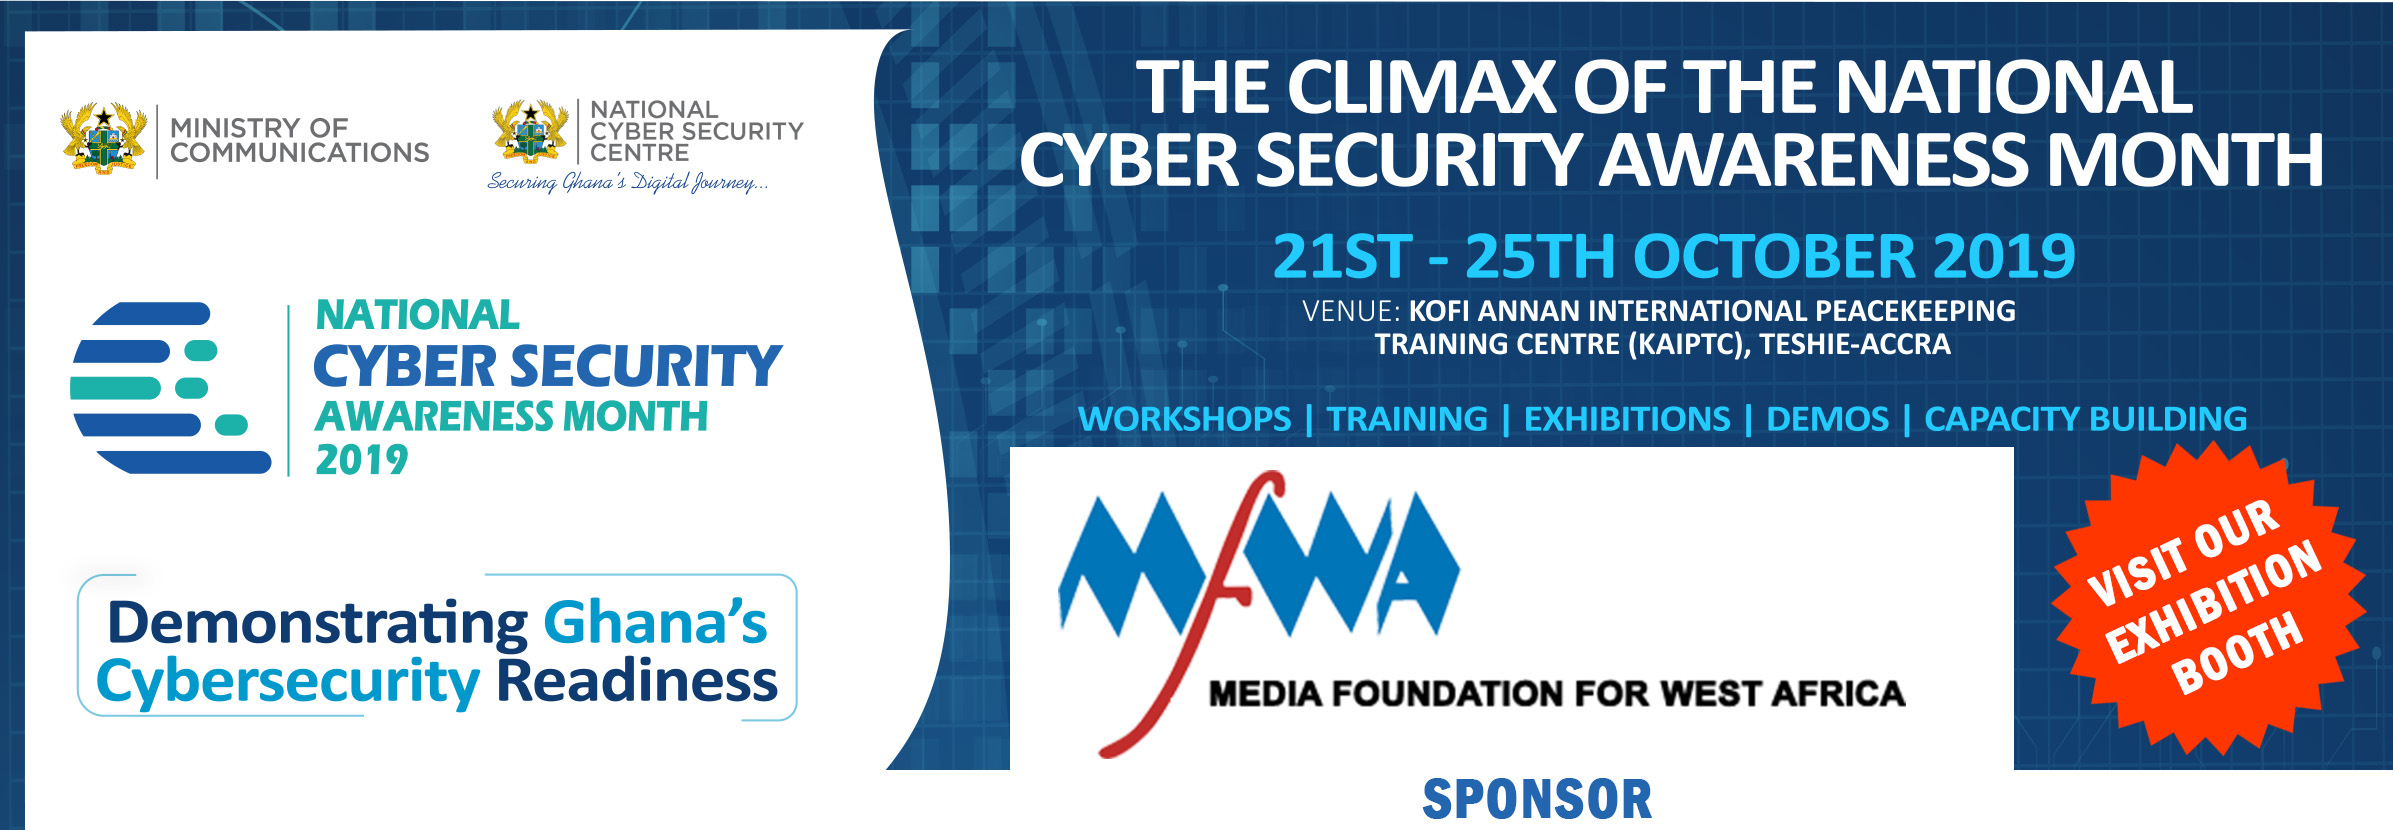 MINISTRY OF
COMMUNICATIONS
NATIONAL
CYBER SECURITY
CENTRE
Securing Ghana's Digital Journey...
NATIONAL
CYBER SECURITY
AWARENESS MONTH
2019
Demonstrating Ghana's
Cybersecurity Readiness
THE CLIMAX OF THE NATIONAL
CYBER SECURITY AWARENESS MONTH
21ST - 25TH OCTOBER 2019
VENUE: KOFI ANNAN INTERNATIONAL PEACEKEEPING
TRAINING CENTRE (KAIPTC), TESHIE-ACCRA
WORKSHOPS | TRAINING | EXHIBITIONS | DEMOS | CAPACITY BUILDING
MfWA
MEDIA FOUNDATION FOR WEST AFRICA
VISIT OUR
EXHIBITION
BOOTH
SPONSOR